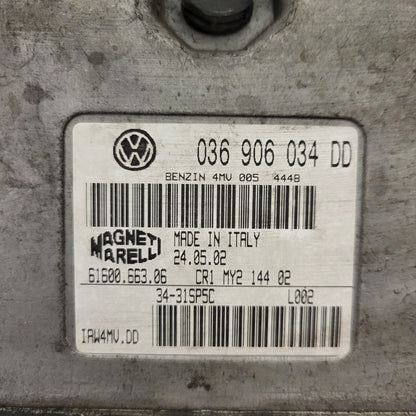 036 906 034 DD
BENZIN 4MV 005 4448
MAGNETI MARELLI
MADE IN ITALY
24.05.02
61600.663.06 CR1 MY2 144 02
34-31SP5C L002
IAW4MV.DD